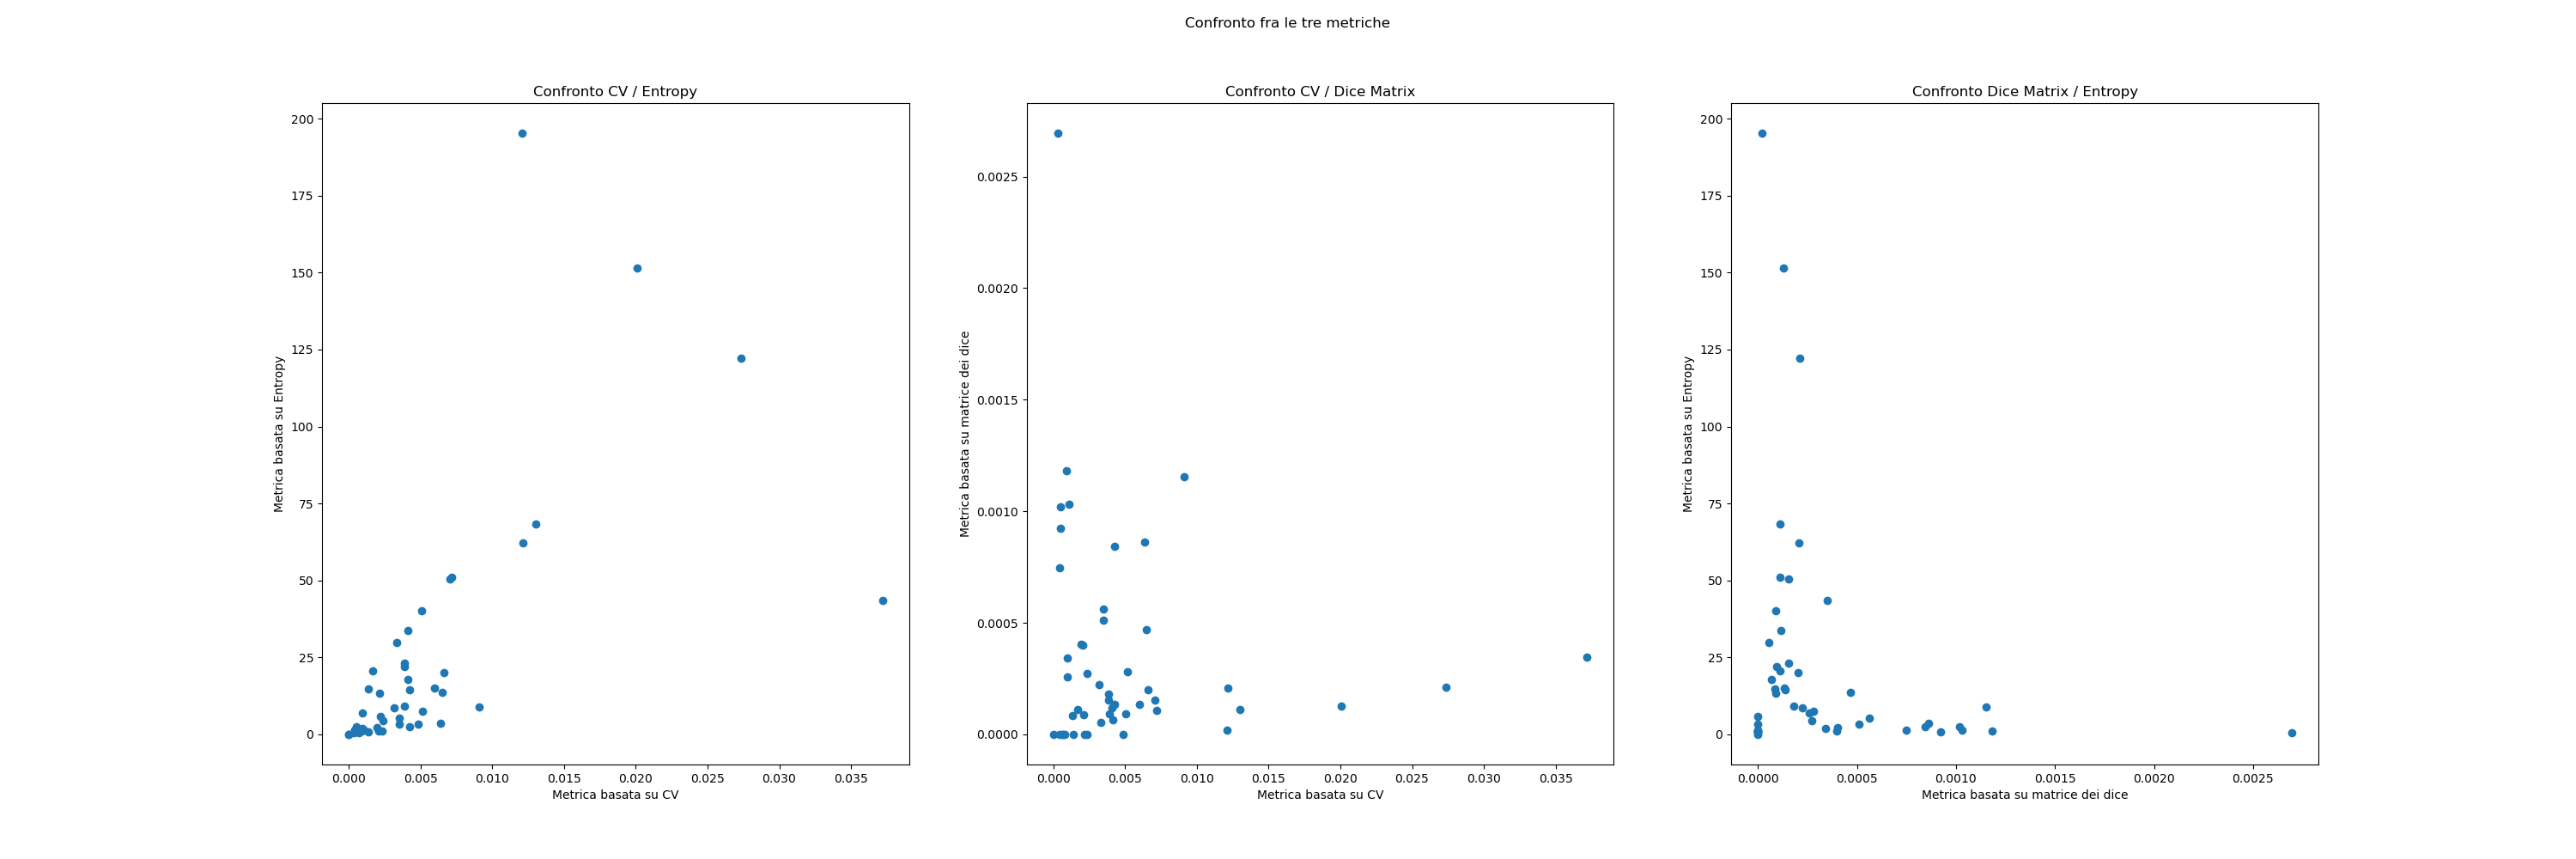 Confronto fra le tre metriche
Confronto CV / Entropy
200
175
150
125
100
75
50
25
0
Metrica basata su Entropy
0.000 0.005 0.010 0.015 0.020 0.025 0.030 0.035
Metrica basata su CV
Confronto CV / Dice Matrix
0.0025
0.0020
0.0015
0.0010
0.0005
0.0000
Metrica basata su matrice dei dice
0.000 0.005 0.010 0.015 0.020 0.025 0.030 0.035
Metrica basata su CV
Confronto Dice Matrix / Entropy
200
175
150
125
100
75
50
25
0
Metrica basata su Entropy
0.0000 0.0005 0.0010 0.0015 0.0020 0.0025
Metrica basata su matrice dei dice